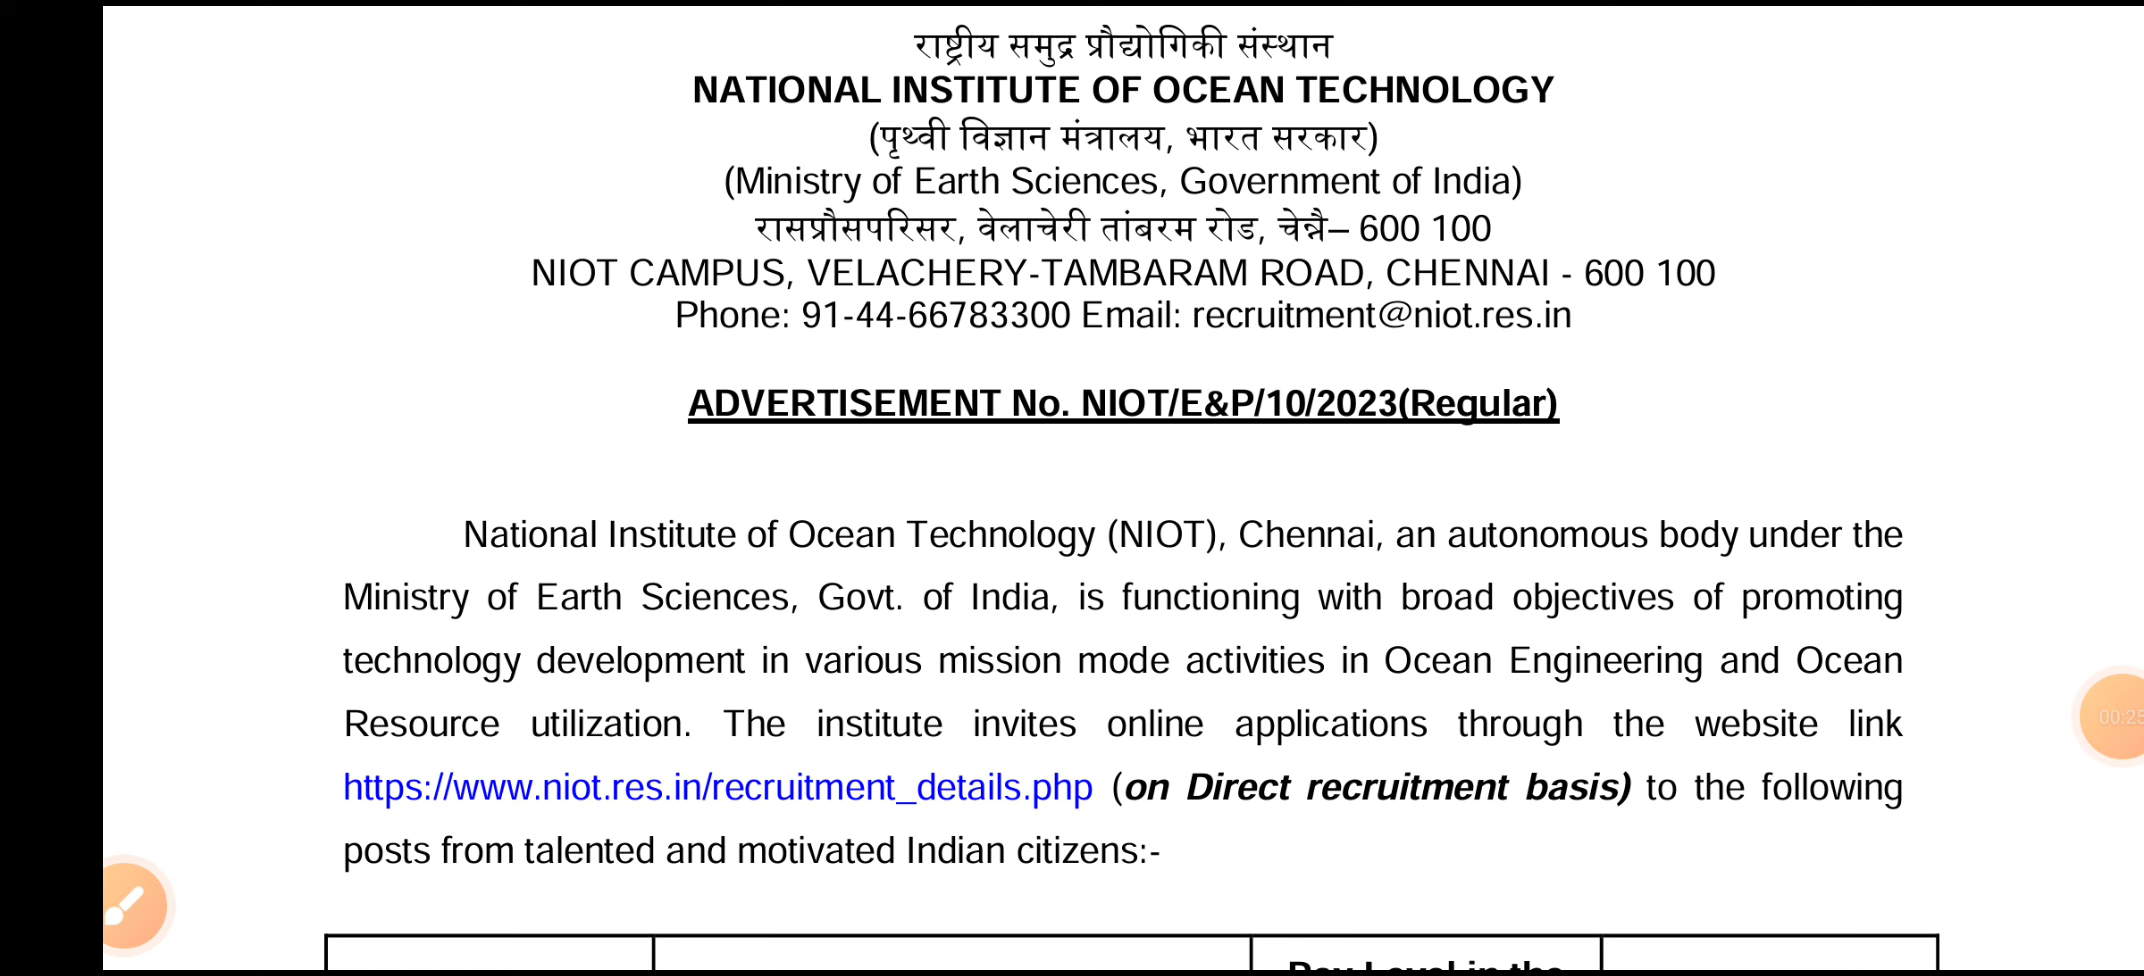 राष्ट्रीय समुद्र प्रौद्योगिकी संस्थान
NATIONAL INSTITUTE OF OCEAN TECHNOLOGY
(पृथ्वी विज्ञान मंत्रालय, भारत सरकार)
(Ministry of Earth Sciences, Government of India)
रासप्रौसपरिसर, वेलाचेरी तांबरम रोड, चेन्नै– 600 100
NIOT CAMPUS, VELACHERY-TAMBARAM ROAD, CHENNAI - 600 100
Phone: 91-44-66783300 Email: recruitment@niot.res.in
ADVERTISEMENT No. NIOT/E&P/10/2023(Regular)
National Institute of Ocean Technology (NIOT), Chennai, an autonomous body under the
Ministry of Earth Sciences, Govt. of India, is functioning with broad objectives of promoting
technology development in various mission mode activities in Ocean Engineering and Ocean
Resource utilization. The institute invites online applications through the website link
https://www.niot.res.in/recruitment_details.php (on Direct recruitment basis) to the following
posts from talented and motivated Indian citizens:-
Pay Level in the
00:25